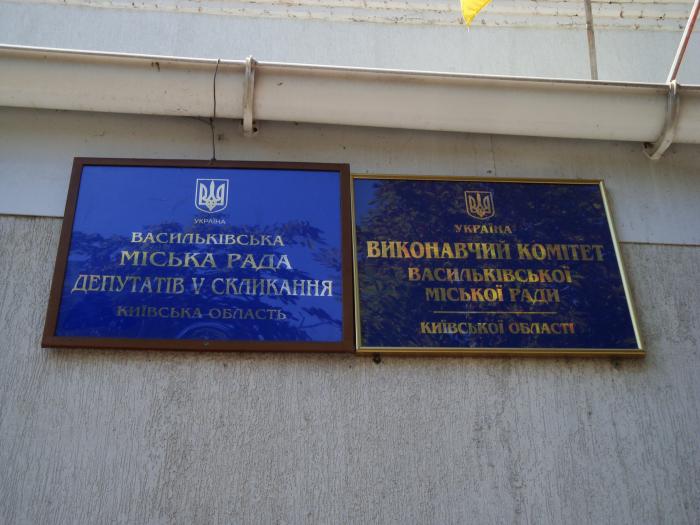 УКРАЇНА
ВАСИЛЬКІВСЬКА
МІСЬКА РАДА
ДЕПУТАТІВ V СКЛИКАННЯ
КИЇВСЬКА ОБЛАСТЬ
УКРАЇНА
ВИКОНАВЧИЙ КОМІТЕТ
ВАСИЛЬКІВСЬКОЇ
МІСЬКОЇ РАДИ
КИЇВСЬКОЇ ОБЛАСТІ